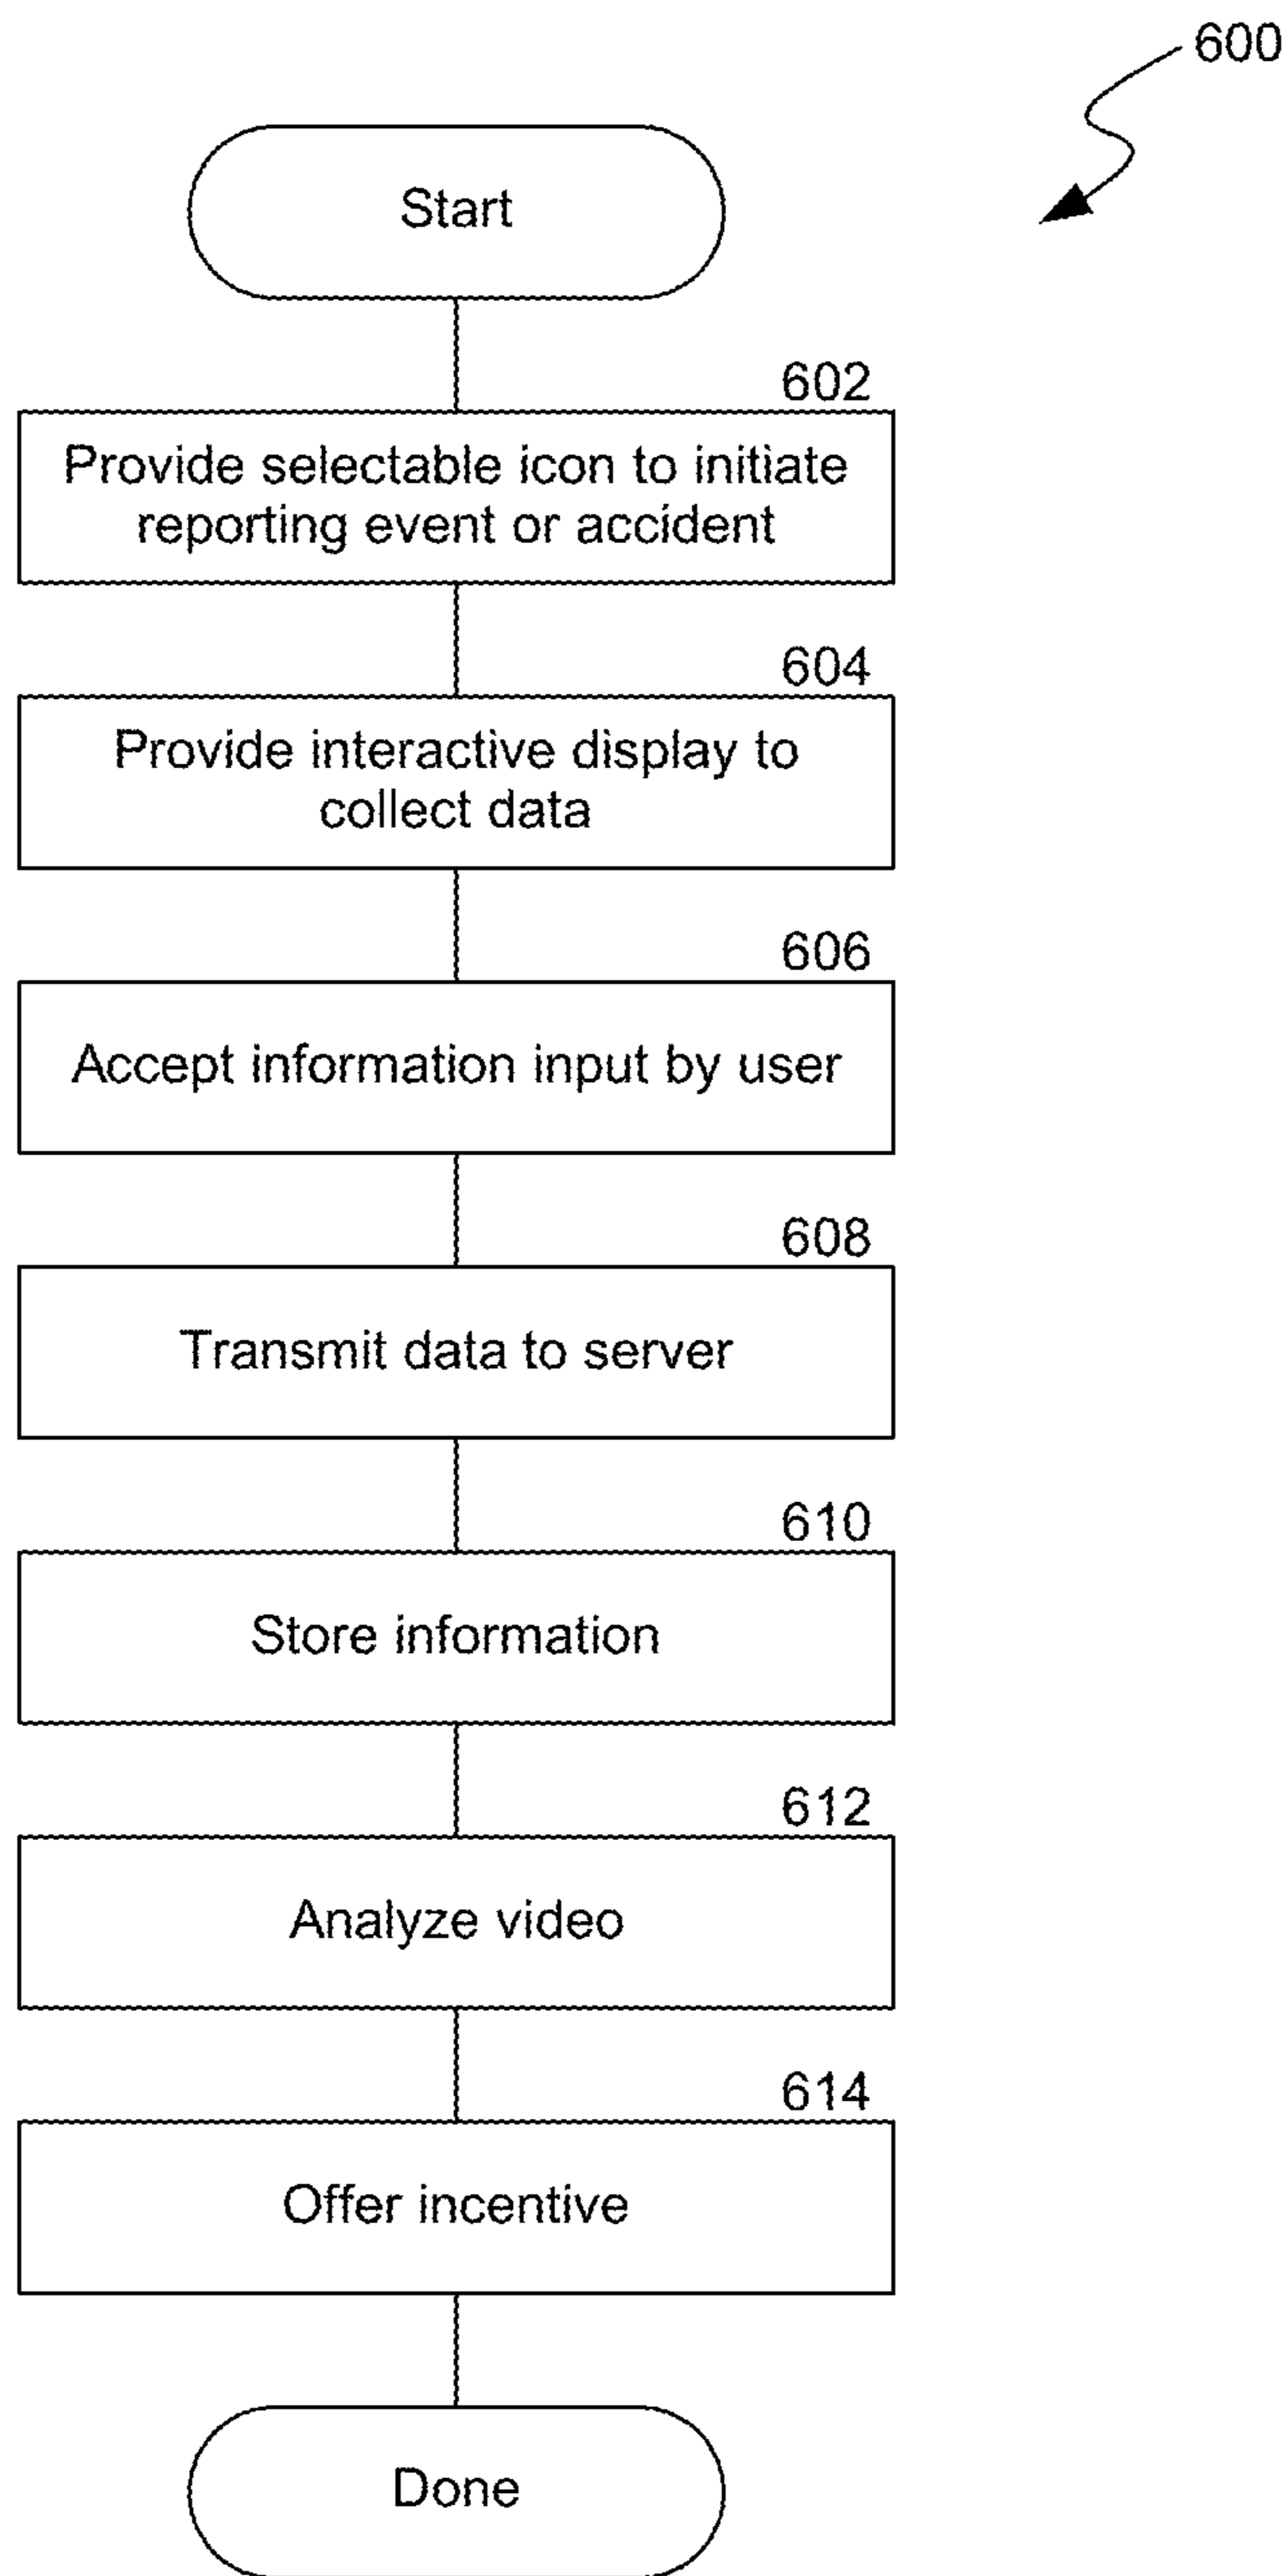 600
Start
602
Provide selectable icon to initiate
reporting event or accident
604
Provide interactive display to
collect data
606
Accept information input by user
608
Transmit data to server
610
Store information
612
Analyze video
614
Offer incentive
Done